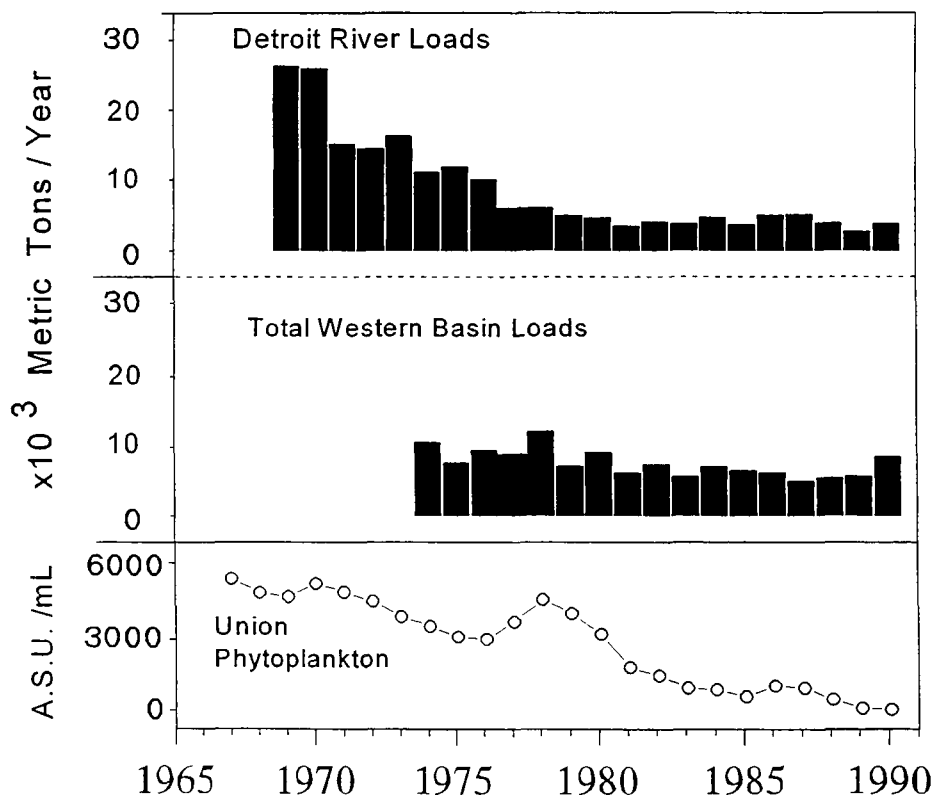 30
Detroit River Loads
20
10
0
30
Total Western Basin Loads
20
10
0
x10 3 Metric Tons / Year
6000
3000
0
Union
Phytoplankton
A.S.U. /mL
1965 1970 1975 1980 1985 1990